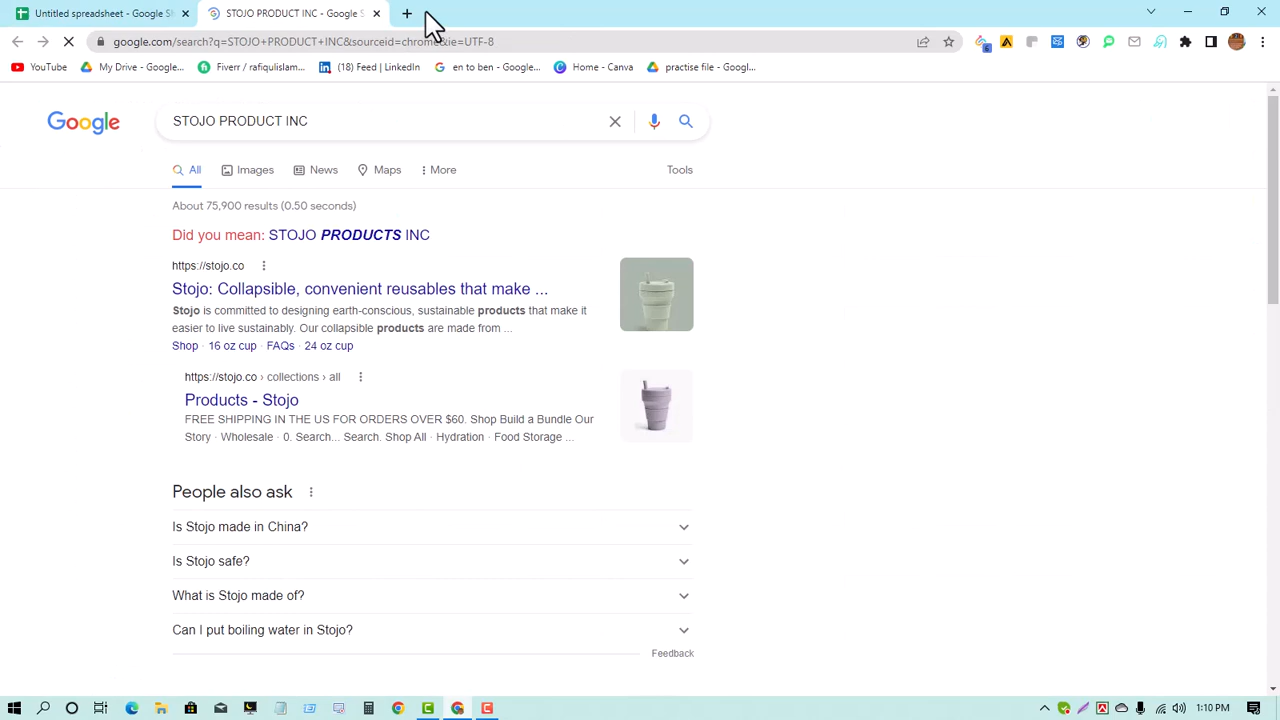 Untitled spreadsheet - Google Sh
STOJO PRODUCT INC - Google S
google.com/search?q=STOJO+PRODUCT+INC&sourceid=chrome&ie=UTF-8
YouTube
My Drive - Google D...
Fiverr / rafiqulislam...
(18) Feed | LinkedIn
en to ben - Google...
Home - Canva
practise file - Googl...
6
Google
STOJO PRODUCT INC
All
Images
News
Maps
More
Tools
About 75,900 results (0.50 seconds)
Did you mean: STOJO PRODUCTS INC
https://stojo.co
Stojo: Collapsible, convenient reusables that make ...
Stojo is committed to designing earth-conscious, sustainable products that make it
easier to live sustainably. Our collapsible products are made from ...
Shop · 16 oz cup · FAQs · 24 oz cup
https://stojo.co › collections › all
Products - Stojo
FREE SHIPPING IN THE US FOR ORDERS OVER $60. Shop Build a Bundle Our
Story · Wholesale · 0. Search... Search. Shop All · Hydration · Food Storage ...
People also ask
Is Stojo made in China?
Is Stojo safe?
What is Stojo made of?
Can I put boiling water in Stojo?
Feedback
1:10 PM